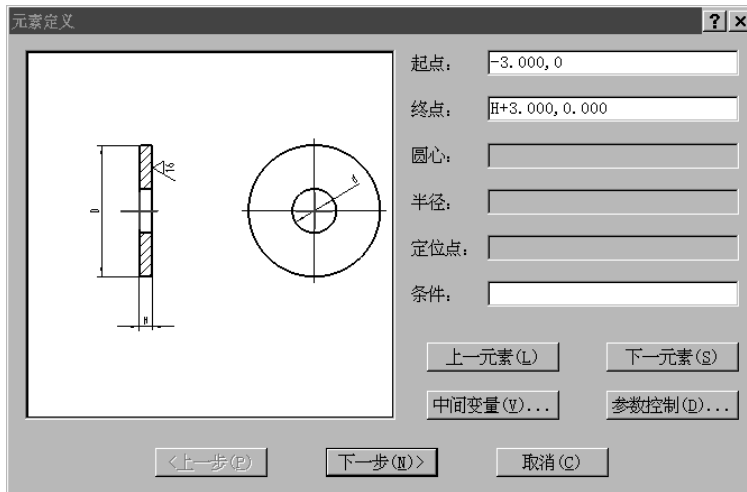 元素定义
起点: -3.000,0
终点: H+3.000,0.000
圆心:
半径:
定位点:
条件:
D
d
H
上一元素(L)
下一元素(S)
中间变量(V)...
参数控制(D)...
<上一步(P)
下一步(N)>
取消(C)